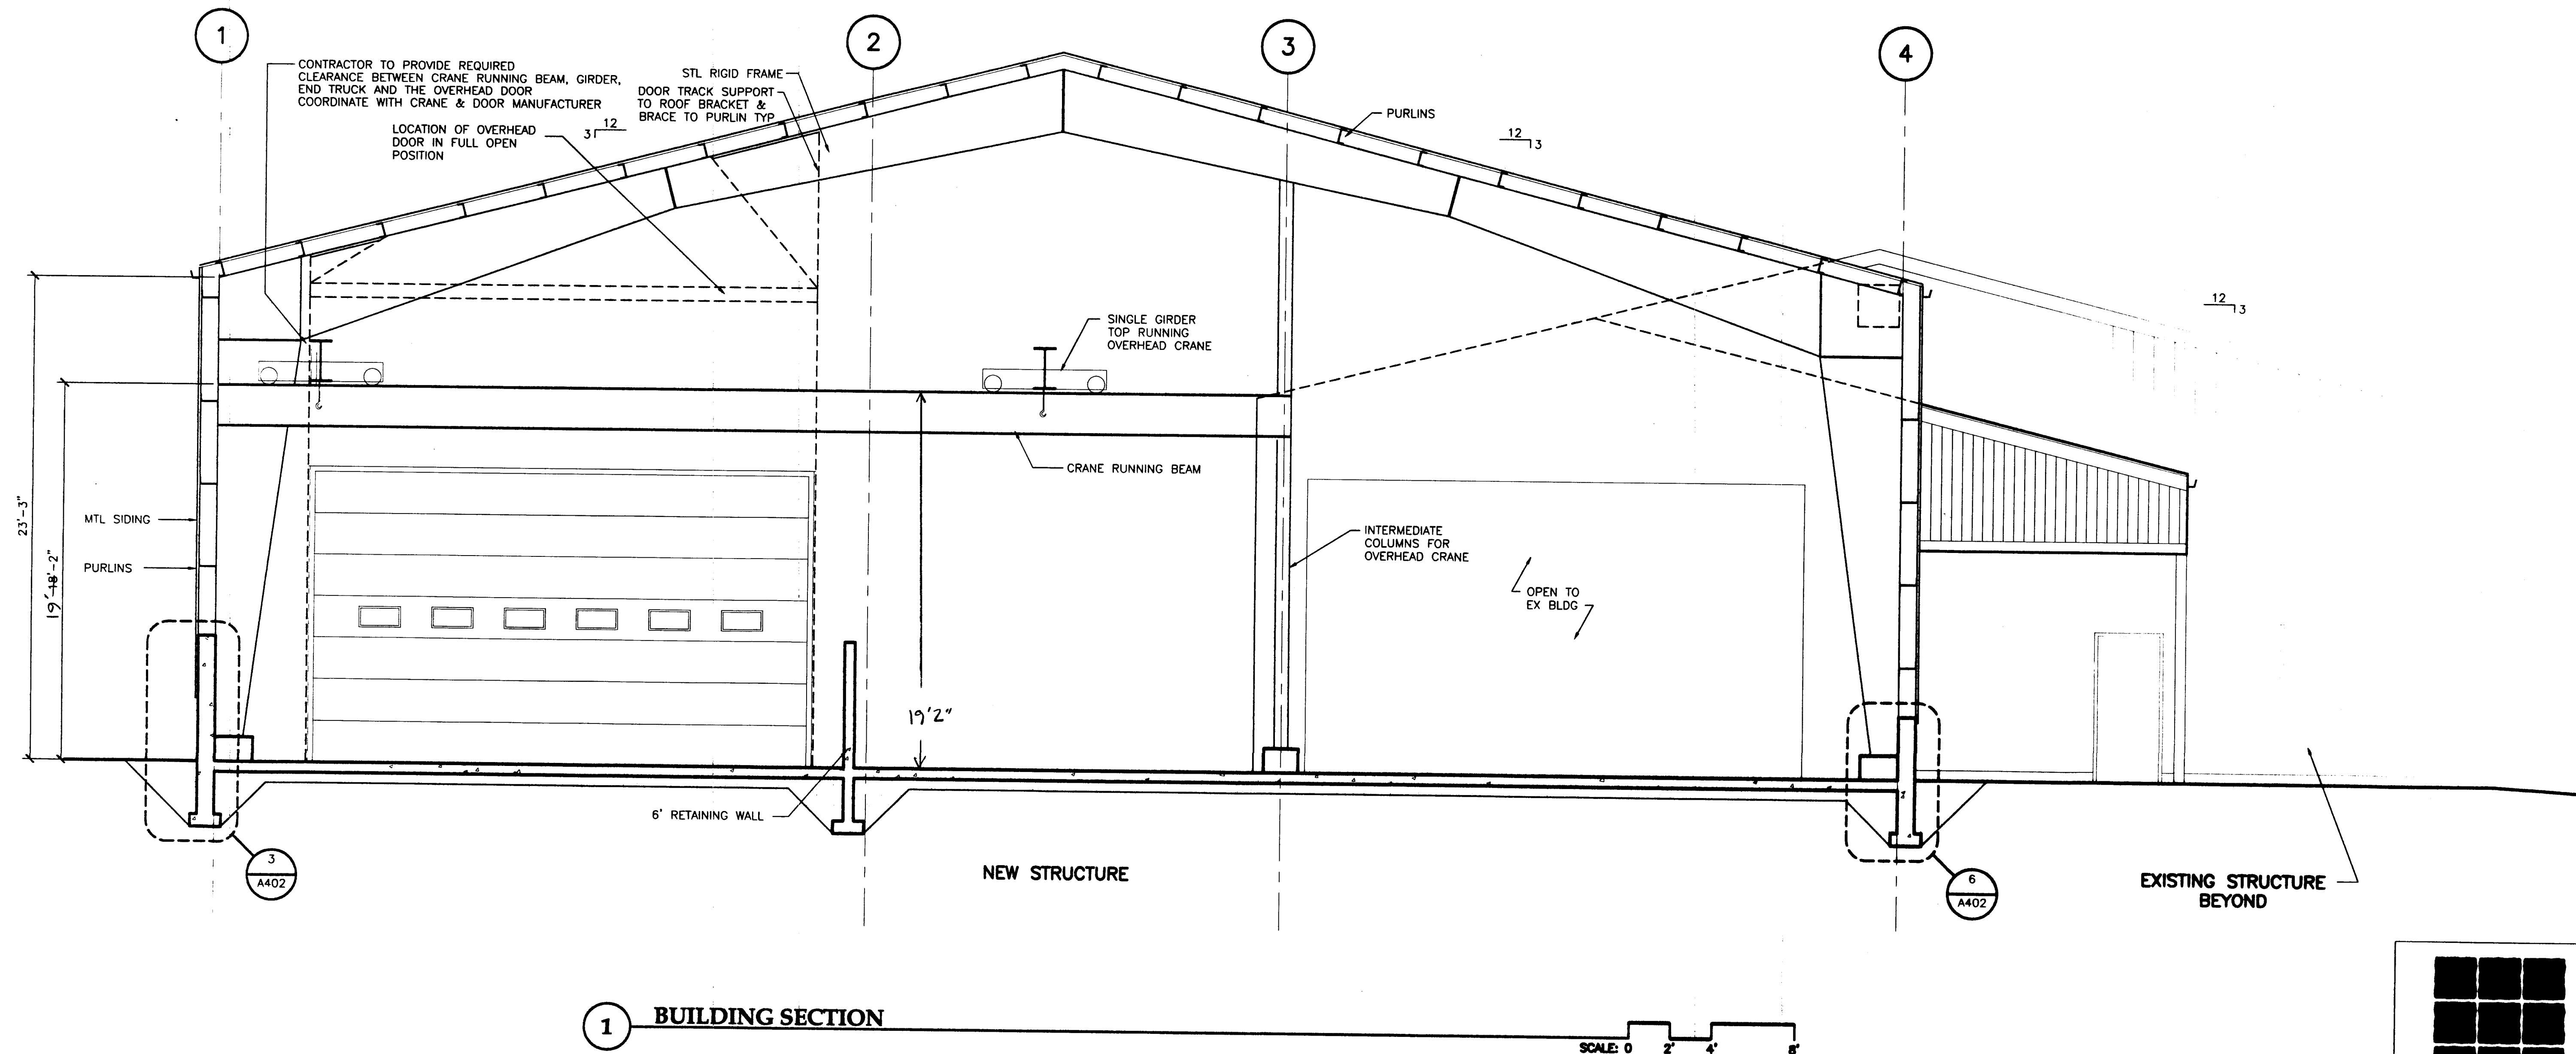 1
2
3
4
CONTRACTOR TO PROVIDE REQUIRED
CLEARANCE BETWEEN CRANE RUNNING BEAM, GIRDER,
END TRUCK AND THE OVERHEAD DOOR
COORDINATE WITH CRANE & DOOR MANUFACTURER
STL RIGID FRAME
DOOR TRACK SUPPORT
TO ROOF BRACKET &
BRACE TO PURLIN TYP
LOCATION OF OVERHEAD
DOOR IN FULL OPEN
POSITION
12
3
PURLINS
12
3
12
3
SINGLE GIRDER
TOP RUNNING
OVERHEAD CRANE
CRANE RUNNING BEAM
23'-3"
19'-18'-2"
MTL SIDING
PURLINS
INTERMEDIATE
COLUMNS FOR
OVERHEAD CRANE
OPEN TO
EX BLDG
19'2"
6' RETAINING WALL
3
A402
NEW STRUCTURE
6
A402
EXISTING STRUCTURE
BEYOND
1 BUILDING SECTION
SCALE: 0 2' 4' 8'